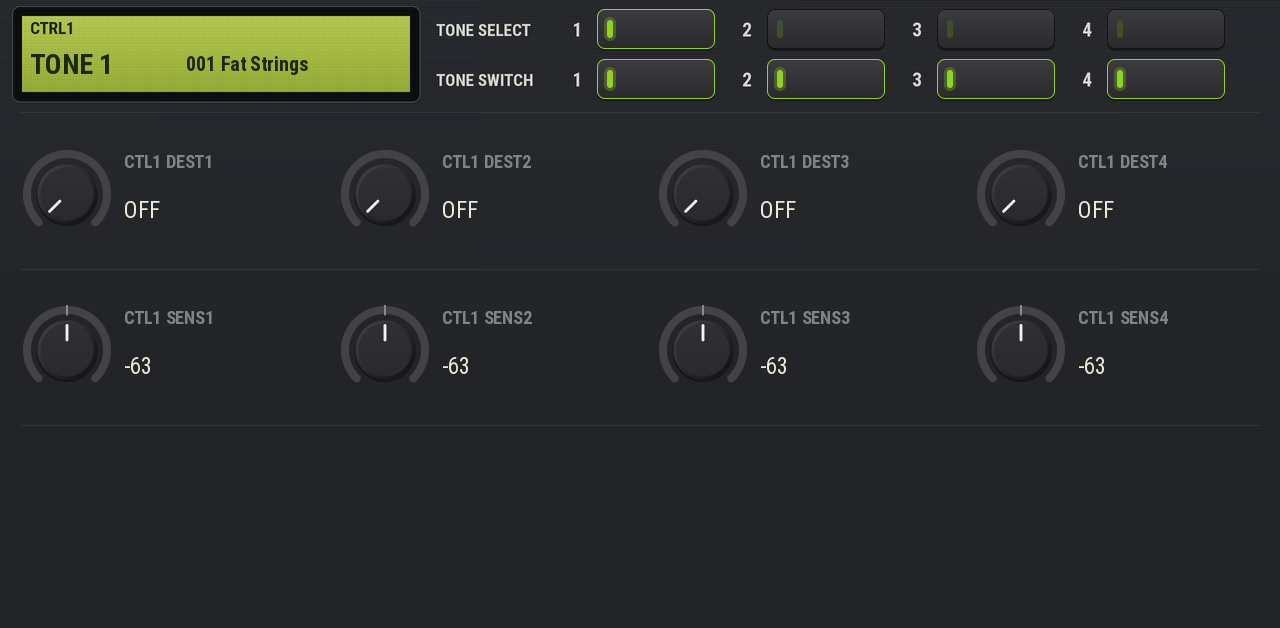 CTRL1
TONE 1 001 Fat Strings
TONE SELECT 1 2 3 4
TONE SWITCH 1 2 3 4
CTL1 DEST1 CTL1 DEST2 CTL1 DEST3 CTL1 DEST4
OFF OFF OFF OFF
CTL1 SENS1 CTL1 SENS2 CTL1 SENS3 CTL1 SENS4
-63 -63 -63 -63